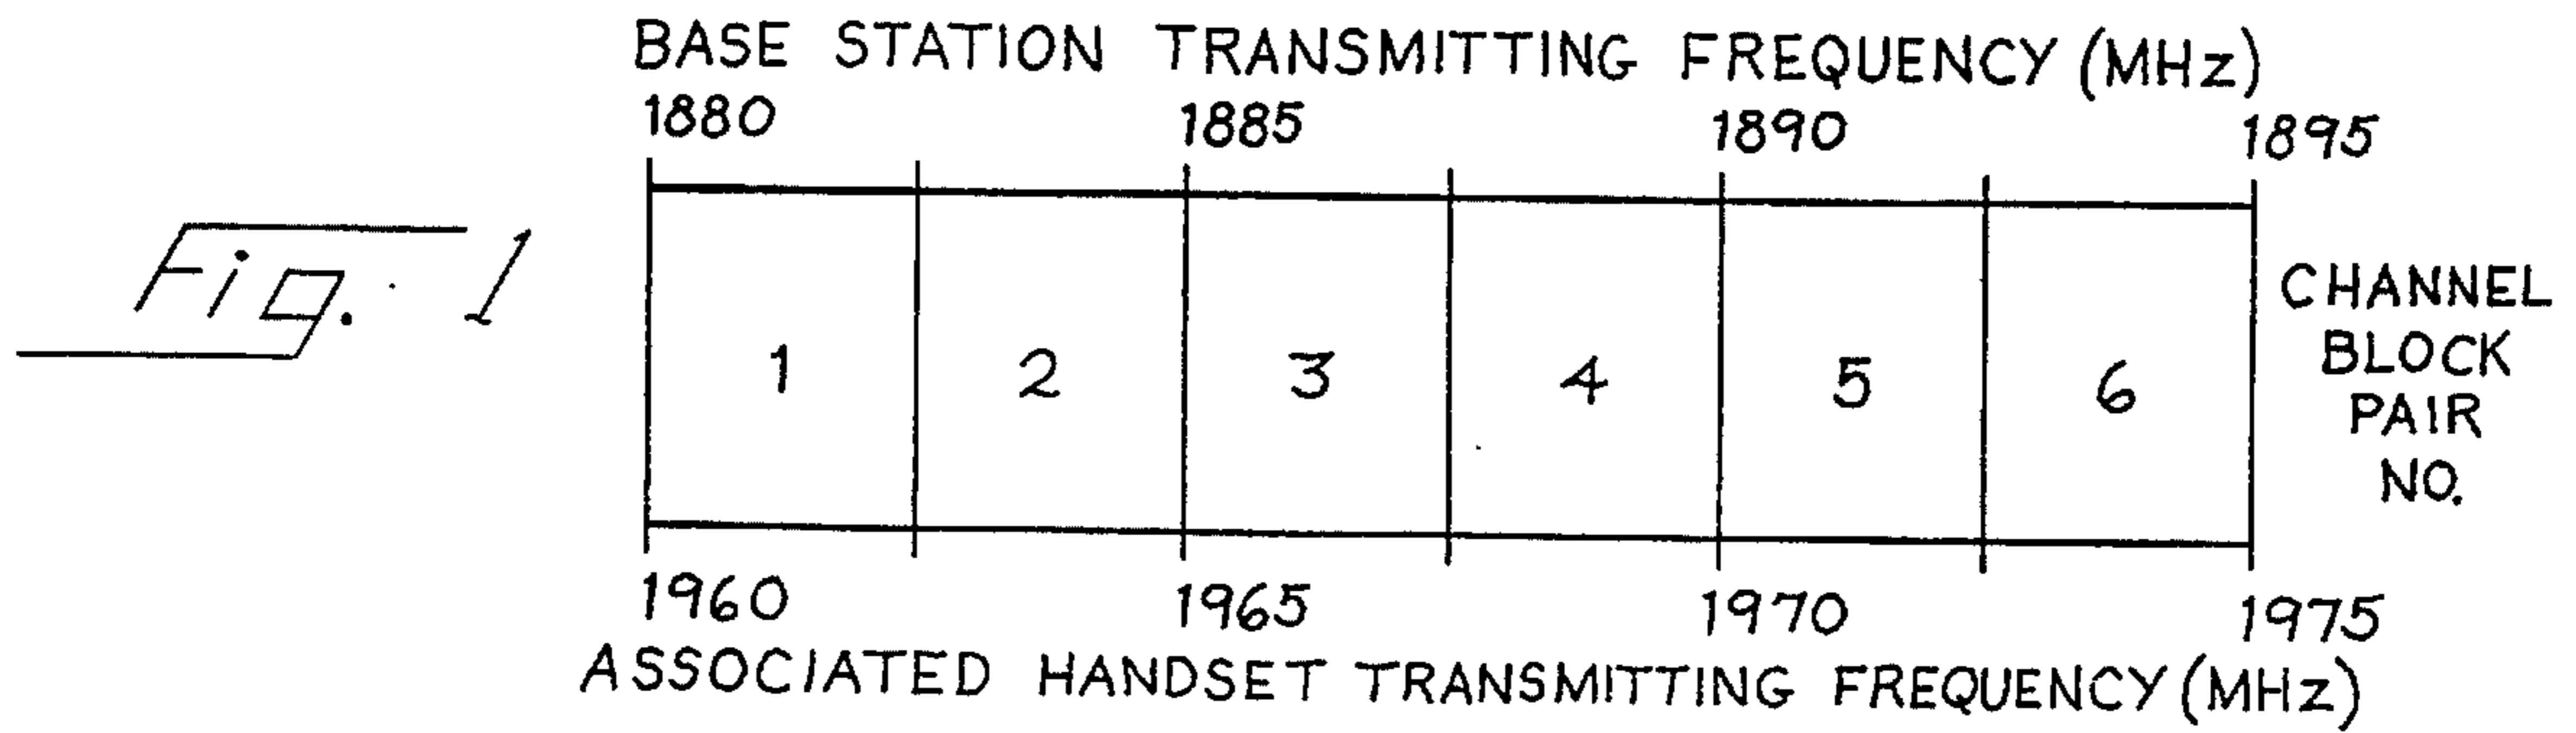 BASE STATION TRANSMITTING FREQUENCY (MHz)
1880 1885 1890 1895
Fig. 1
1 2 3 4 5 6
CHANNEL
BLOCK
PAIR
NO.
1960 1965 1970 1975
ASSOCIATED HANDSET TRANSMITTING FREQUENCY (MHz)